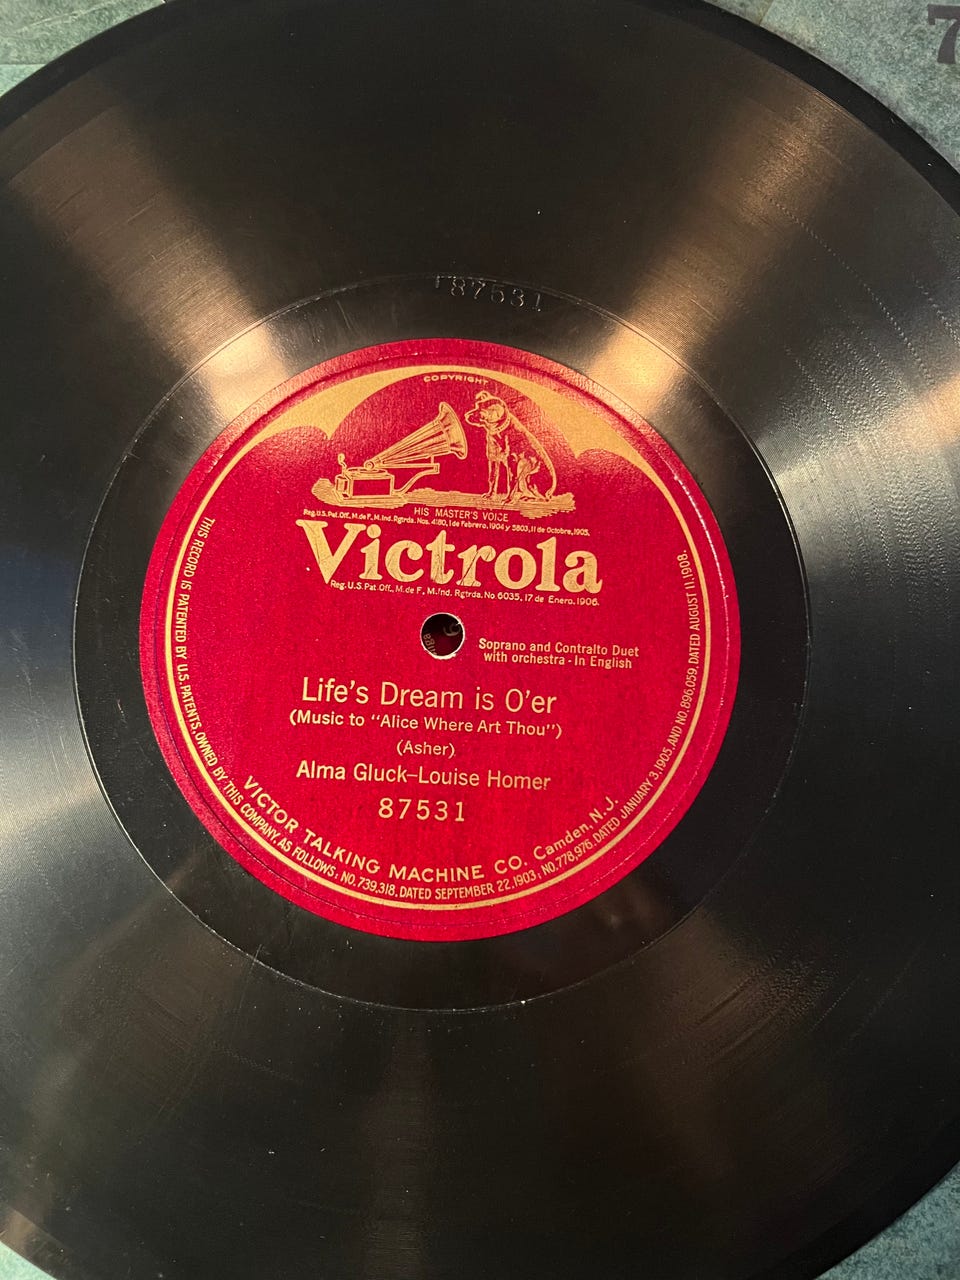 7
87531
COPYRIGHT
HIS MASTER'S VOICE
Reg.U.S.Pat.Off., M.de F., M.Ind. Rgtrda. Nos. 4180, 1 de Febrero, 1904 y 5803, 11 de Octobre, 1905.
Victrola
Reg. U.S. Pat. Off., M. de F., M. Ind. Rgtrda. No 6035, 17 de Enero, 1906.
Soprano and Contralto Duet
with orchestra - In English
Life's Dream is O'er
(Music to "Alice Where Art Thou")
(Asher)
Alma Gluck–Louise Homer
87531
VICTOR TALKING MACHINE CO. Camden, N.J.
THIS RECORD IS PATENTED BY U.S. PATENTS, OWNED BY THIS COMPANY, AS FOLLOWS: NO. 739,318, DATED SEPTEMBER 22, 1903; NO. 778,976, DATED JANUARY 3, 1905, AND NO. 896,059, DATED AUGUST 11, 1908.